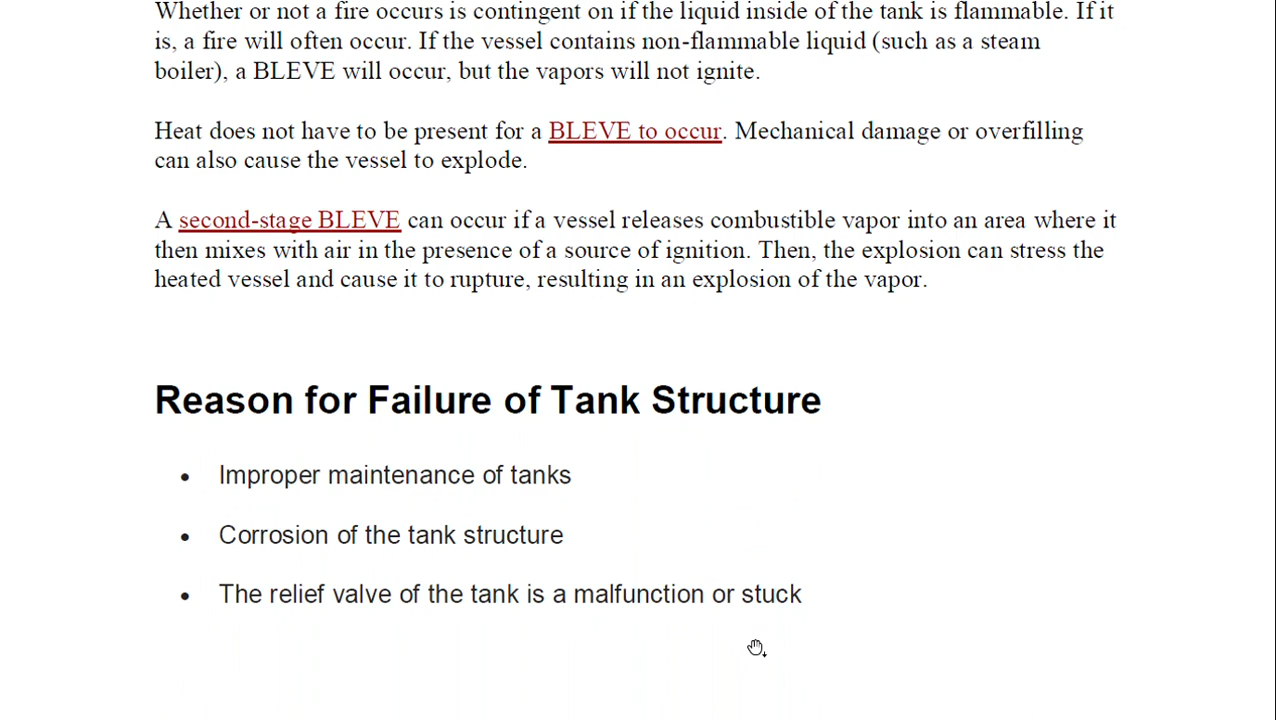 Whether or not a fire occurs is contingent on if the liquid inside of the tank is flammable. If it
is, a fire will often occur. If the vessel contains non-flammable liquid (such as a steam
boiler), a BLEVE will occur, but the vapors will not ignite.
Heat does not have to be present for a BLEVE to occur. Mechanical damage or overfilling
can also cause the vessel to explode.
A second-stage BLEVE can occur if a vessel releases combustible vapor into an area where it
then mixes with air in the presence of a source of ignition. Then, the explosion can stress the
heated vessel and cause it to rupture, resulting in an explosion of the vapor.
Reason for Failure of Tank Structure
• Improper maintenance of tanks
• Corrosion of the tank structure
• The relief valve of the tank is a malfunction or stuck